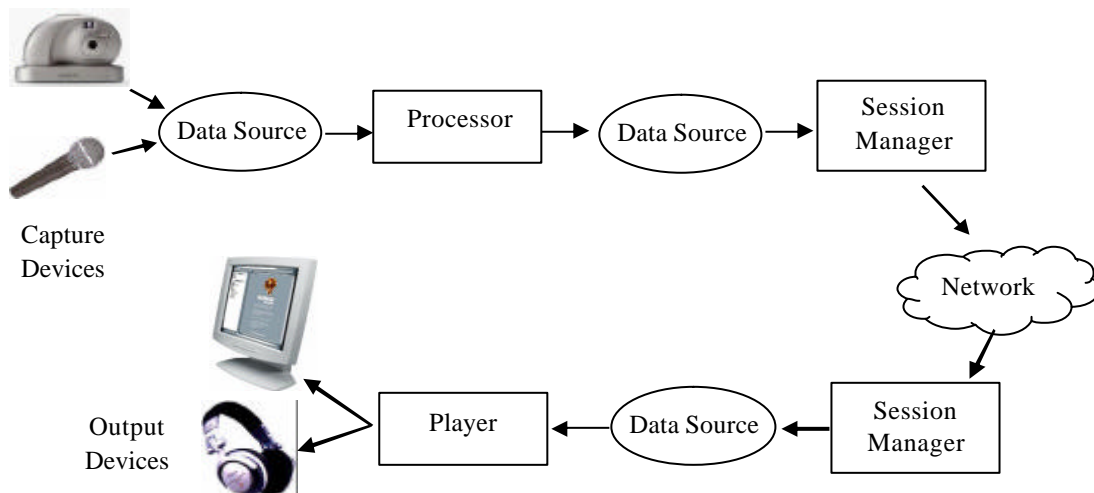 Data Source
Processor
Data Source
Session
Manager
Capture
Devices
Network
Output
Devices
Player
Data Source
Session
Manager